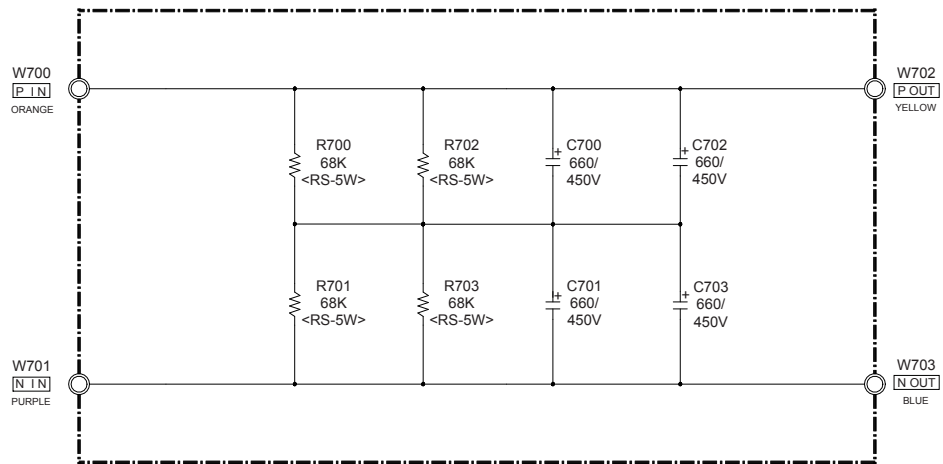 W700
P IN
ORANGE
W702
P OUT
YELLOW
R700
68K
<RS-5W>
R702
68K
<RS-5W>
+ C700
660/
450V
+ C702
660/
450V
R701
68K
<RS-5W>
R703
68K
<RS-5W>
+ C701
660/
450V
+ C703
660/
450V
W701
N IN
PURPLE
W703
N OUT
BLUE